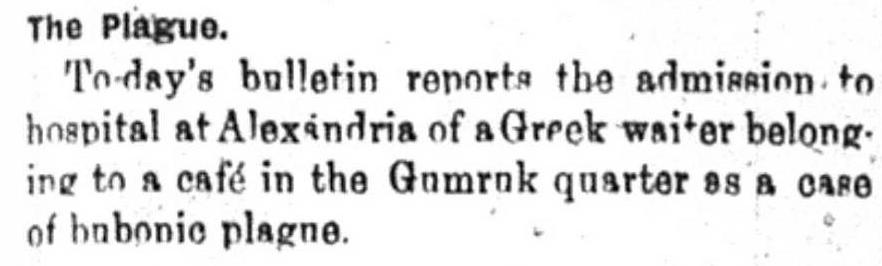 The Plague.
To-day's bulletin reports the admission to
hospital at Alexandria of a Greek waiter belong-
ing to a café in the Gumruk quarter as a case
of bubonic plague.